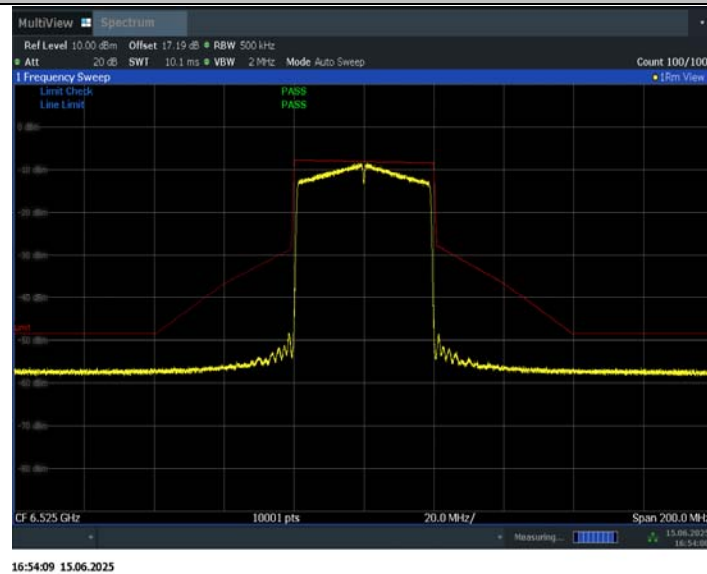 MultiView Spectrum
Ref Level 10.00 dBm Offset 17.19 dB RBW 500 kHz
Att 20 dB SWT 10.1 ms VBW 2 MHz Mode Auto Sweep Count 100/100
1 Frequency Sweep 1Rm View
Limit Check PASS
Line Limit PASS
0 dBm
-10 dBm
-20 dBm
-30 dBm
-40 dBm
Limit
-50 dBm
-60 dBm
-70 dBm
-80 dBm
CF 6.525 GHz 10001 pts 20.0 MHz/ Span 200.0 MHz
Measuring... 15.06.2025
16:54:09
16:54:09 15.06.2025